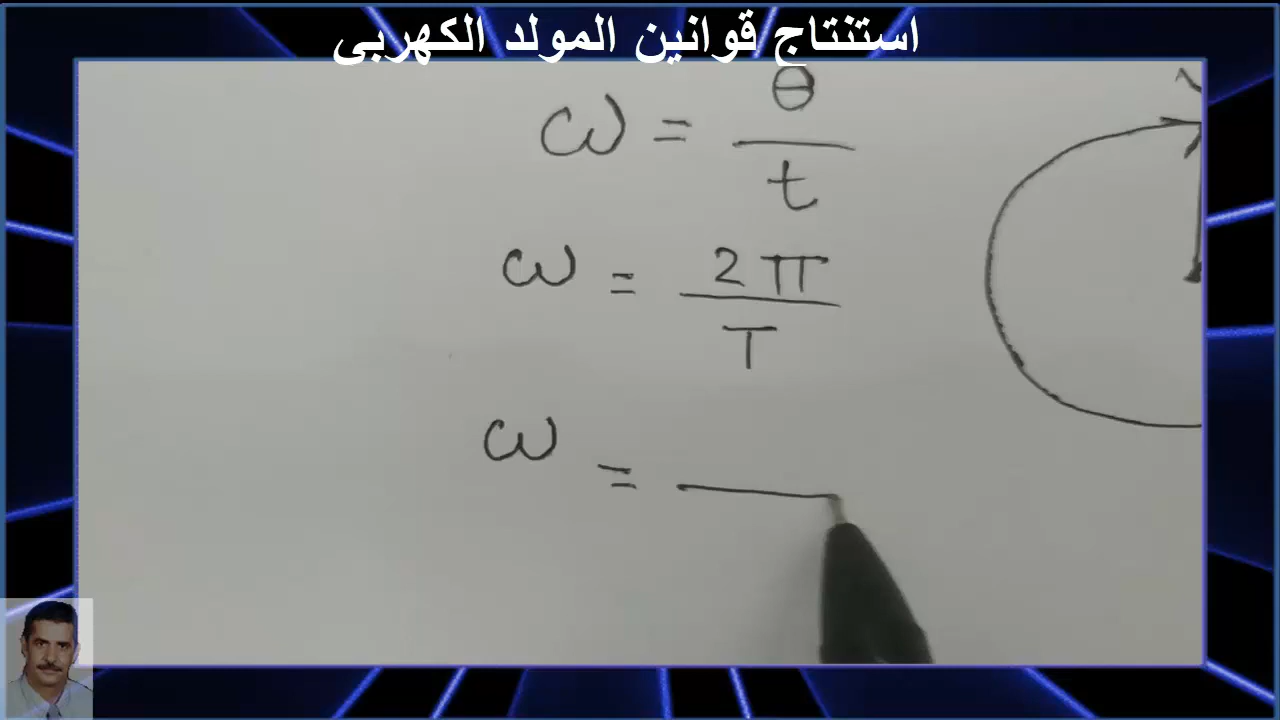 استنتاج قوانين المولد الكهربى
ω = θ / t
ω = 2π / T
ω =